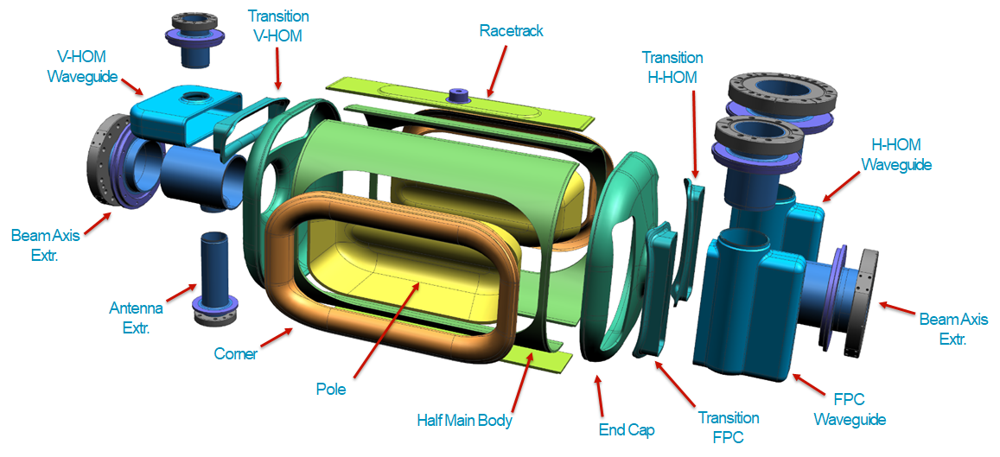 Transition
V-HOM
Racetrack
V-HOM
Waveguide
Transition
H-HOM
H-HOM
Waveguide
Beam Axis
Extr.
Antenna
Extr.
Corner
Pole
Half Main Body
End Cap
Transition
FPC
FPC
Waveguide
Beam Axis
Extr.